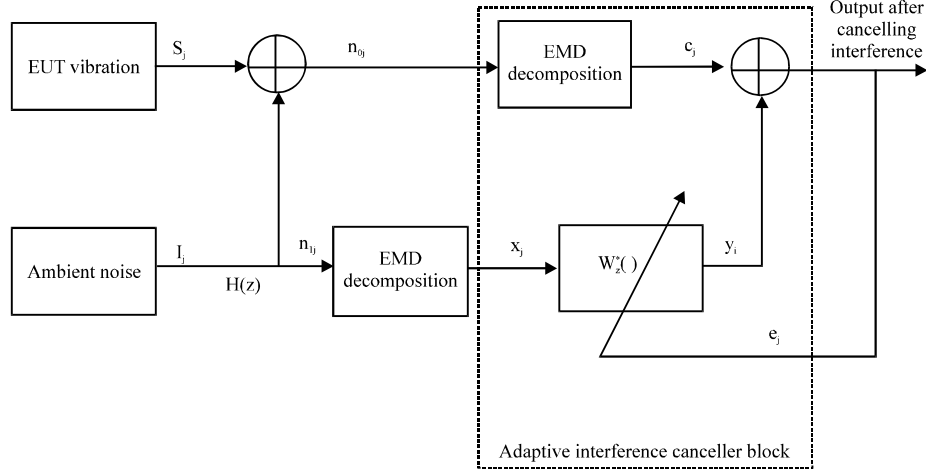 Output after
cancelling
interference
EUT vibration
S_j
n_0j
EMD
decomposition
c_j
Ambient noise
I_j
H(z)
n_1j
EMD
decomposition
x_j
W_z^*( )
y_i
e_j
Adaptive interference canceller block